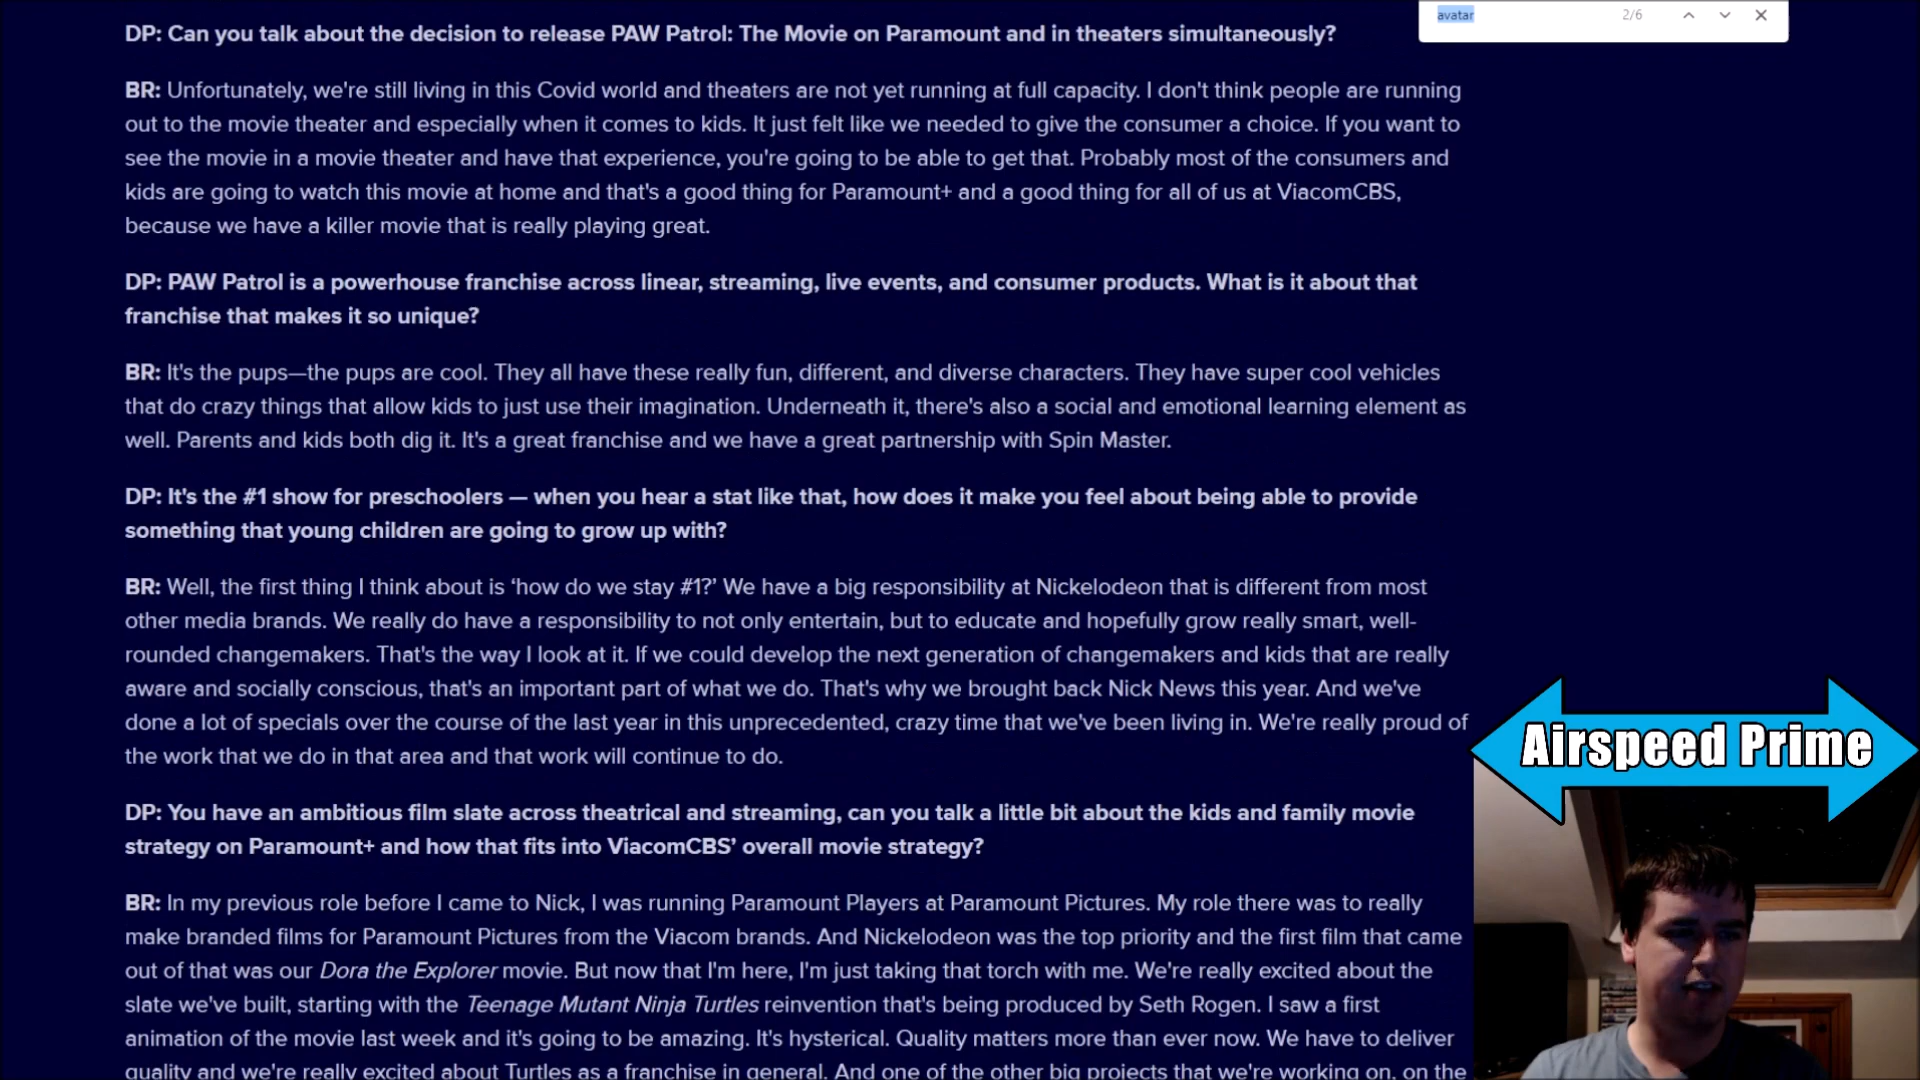 avatar 2/6
DP: Can you talk about the decision to release PAW Patrol: The Movie on Paramount and in theaters simultaneously?
BR: Unfortunately, we're still living in this Covid world and theaters are not yet running at full capacity. I don't think people are running
out to the movie theater and especially when it comes to kids. It just felt like we needed to give the consumer a choice. If you want to
see the movie in a movie theater and have that experience, you're going to be able to get that. Probably most of the consumers and
kids are going to watch this movie at home and that's a good thing for Paramount+ and a good thing for all of us at ViacomCBS,
because we have a killer movie that is really playing great.
DP: PAW Patrol is a powerhouse franchise across linear, streaming, live events, and consumer products. What is it about that
franchise that makes it so unique?
BR: It's the pups—the pups are cool. They all have these really fun, different, and diverse characters. They have super cool vehicles
that do crazy things that allow kids to just use their imagination. Underneath it, there's also a social and emotional learning element as
well. Parents and kids both dig it. It's a great franchise and we have a great partnership with Spin Master.
DP: It's the #1 show for preschoolers — when you hear a stat like that, how does it make you feel about being able to provide
something that young children are going to grow up with?
BR: Well, the first thing I think about is ‘how do we stay #1?’ We have a big responsibility at Nickelodeon that is different from most
other media brands. We really do have a responsibility to not only entertain, but to educate and hopefully grow really smart, well-
rounded changemakers. That's the way I look at it. If we could develop the next generation of changemakers and kids that are really
aware and socially conscious, that's an important part of what we do. That's why we brought back Nick News this year. And we've
done a lot of specials over the course of the last year in this unprecedented, crazy time that we've been living in. We're really proud of
the work that we do in that area and that work will continue to do.
Airspeed Prime
DP: You have an ambitious film slate across theatrical and streaming, can you talk a little bit about the kids and family movie
strategy on Paramount+ and how that fits into ViacomCBS’ overall movie strategy?
BR: In my previous role before I came to Nick, I was running Paramount Players at Paramount Pictures. My role there was to really
make branded films for Paramount Pictures from the Viacom brands. And Nickelodeon was the top priority and the first film that came
out of that was our Dora the Explorer movie. But now that I'm here, I'm just taking that torch with me. We're really excited about the
slate we've built, starting with the Teenage Mutant Ninja Turtles reinvention that's being produced by Seth Rogen. I saw a first
animation of the movie last week and it's going to be amazing. It's hysterical. Quality matters more than ever now. We have to deliver
quality and we're really excited about Turtles as a franchise in general. And one of the other big projects that we're working on, on the